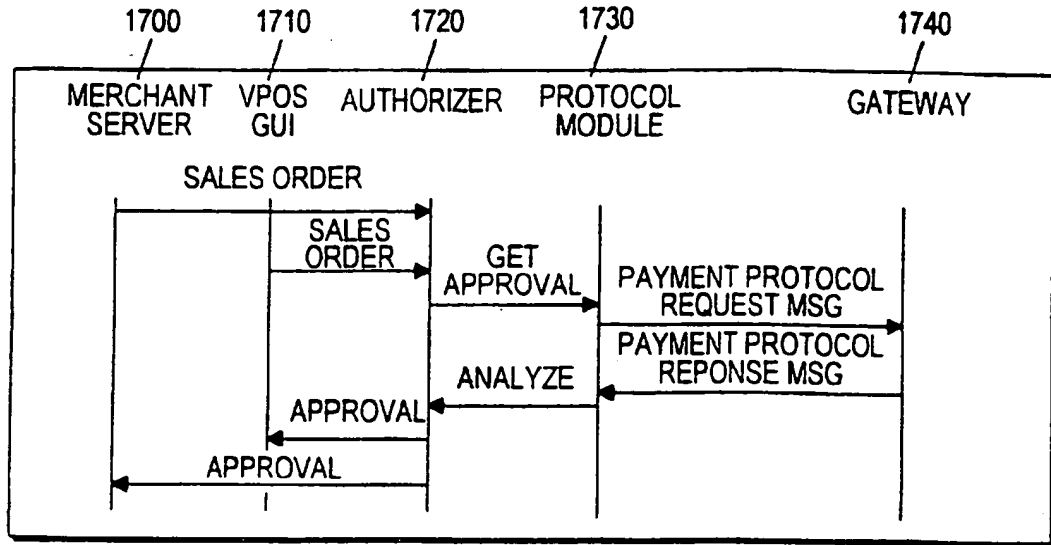 1700 1710 1720 1730 1740
MERCHANT SERVER
VPOS GUI
AUTHORIZER
PROTOCOL MODULE
GATEWAY
SALES ORDER
SALES
ORDER
GET
APPROVAL
PAYMENT PROTOCOL
REQUEST MSG
PAYMENT PROTOCOL
REPONSE MSG
ANALYZE
APPROVAL
APPROVAL